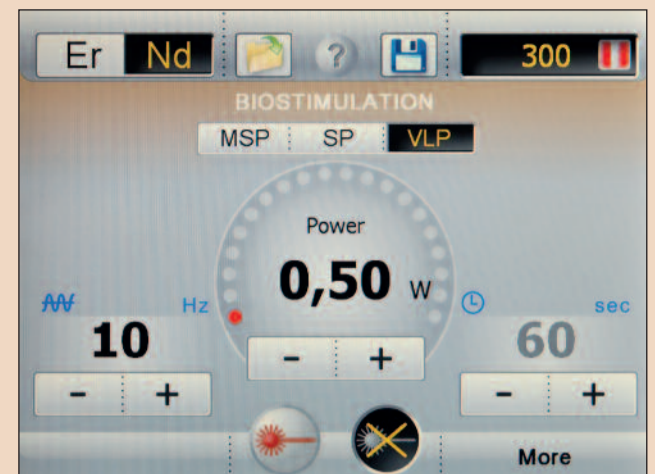 Er Nd ? 300
BIOSTIMULATION
MSP SP VLP
Power
0,50 W
Hz sec
10 60
- + - + - +
More